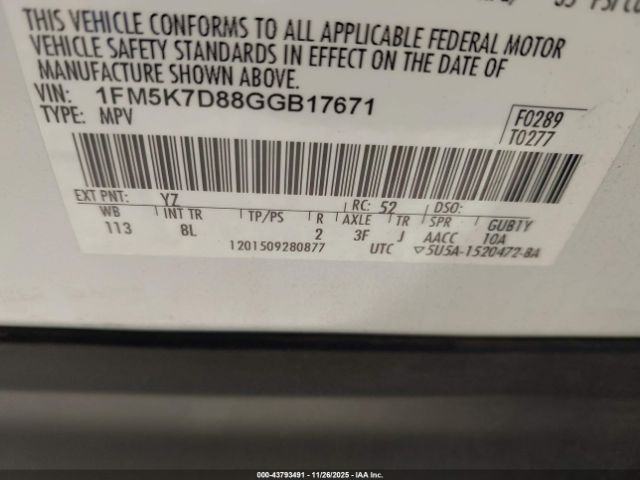 35 PSI
THIS VEHICLE CONFORMS TO ALL APPLICABLE FEDERAL MOTOR
VEHICLE SAFETY STANDARDS IN EFFECT ON THE DATE OF
MANUFACTURE SHOWN ABOVE.
VIN: 1FM5K7D88GGB17671
TYPE: MPV
F0289
T0277
EXT PNT: YZ RC: 52 DSO:
WB INT TR TP/PS R AXLE TR SPR GUBTY
113 8L 2 3F J AACC 10A
1201509280877 UTC ▽5U5A-1520472-BA
000-43793491 | 11/26/2025 | IAA Inc.